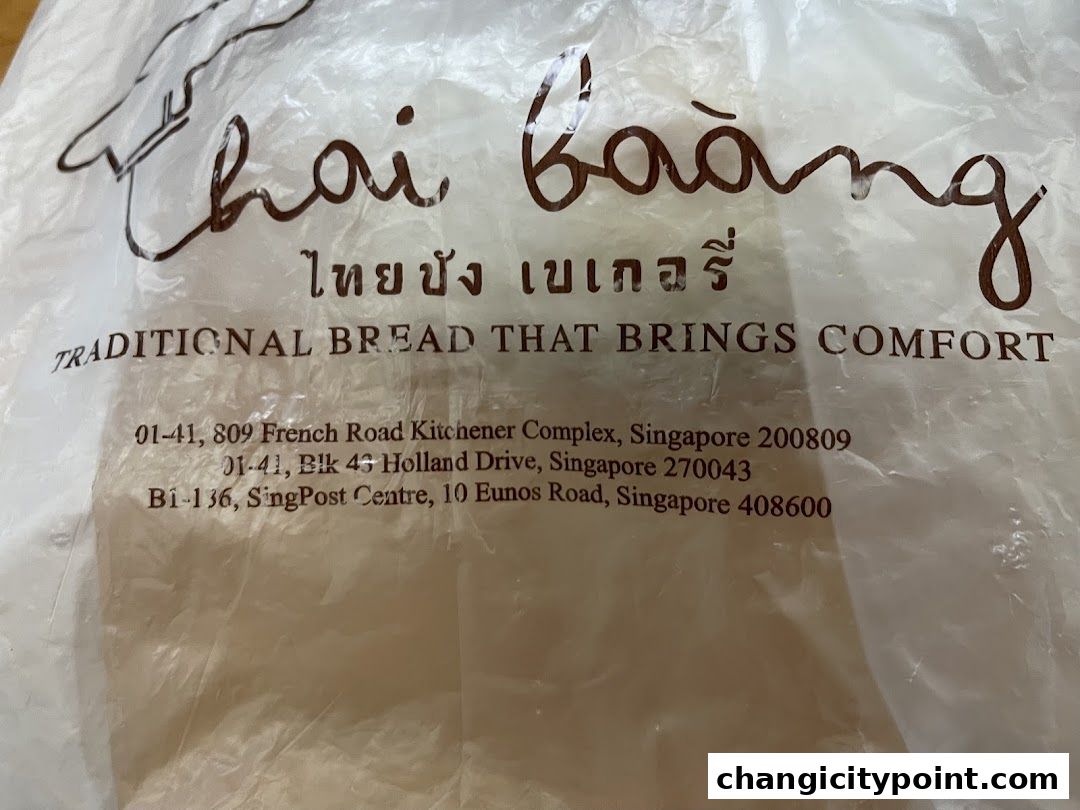 Thai baàng
ไทยปัง เบเกอรี่
TRADITIONAL BREAD THAT BRINGS COMFORT
01-41, 809 French Road Kitchener Complex, Singapore 200809
01-41, Blk 43 Holland Drive, Singapore 270043
B1-136, SingPost Centre, 10 Eunos Road, Singapore 408600
changicitypoint.com